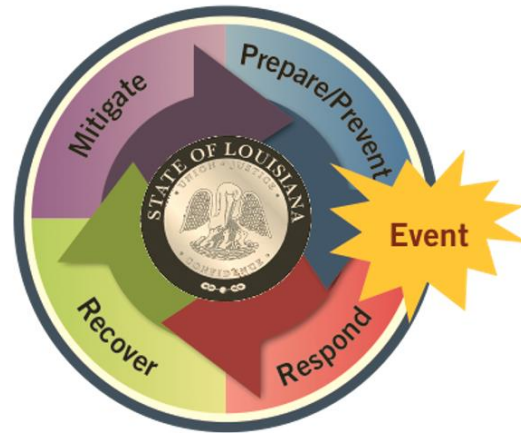 Mitigate
Prepare/Prevent
Event
Respond
Recover
STATE OF LOUISIANA
UNION · JUSTICE
CONFIDENCE